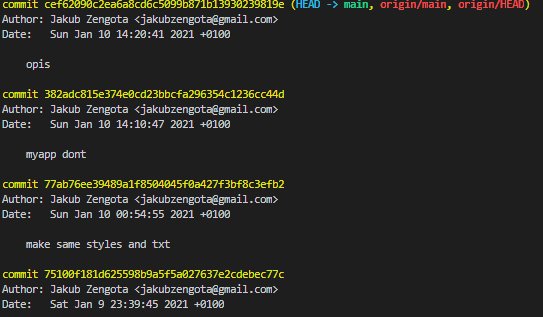 commit cef62090c2ea6a8cd6c5099b871b13930239819e (HEAD -> main, origin/main, origin/HEAD)
Author: Jakub Zengota <jakubzengota@gmail.com>
Date:   Sun Jan 10 14:20:41 2021 +0100
opis
commit 382adc815e374e0cd23bbcfa296354c1236cc44d
Author: Jakub Zengota <jakubzengota@gmail.com>
Date:   Sun Jan 10 14:10:47 2021 +0100
myapp dont
commit 77ab76ee39489a1f8504045f0a427f3bf8c3efb2
Author: Jakub Zengota <jakubzengota@gmail.com>
Date:   Sun Jan 10 00:54:55 2021 +0100
make same styles and txt
commit 75100f181d625598b9a5f5a027637e2cdebec77c
Author: Jakub Zengota <jakubzengota@gmail.com>
Date:   Sat Jan 9 23:39:45 2021 +0100